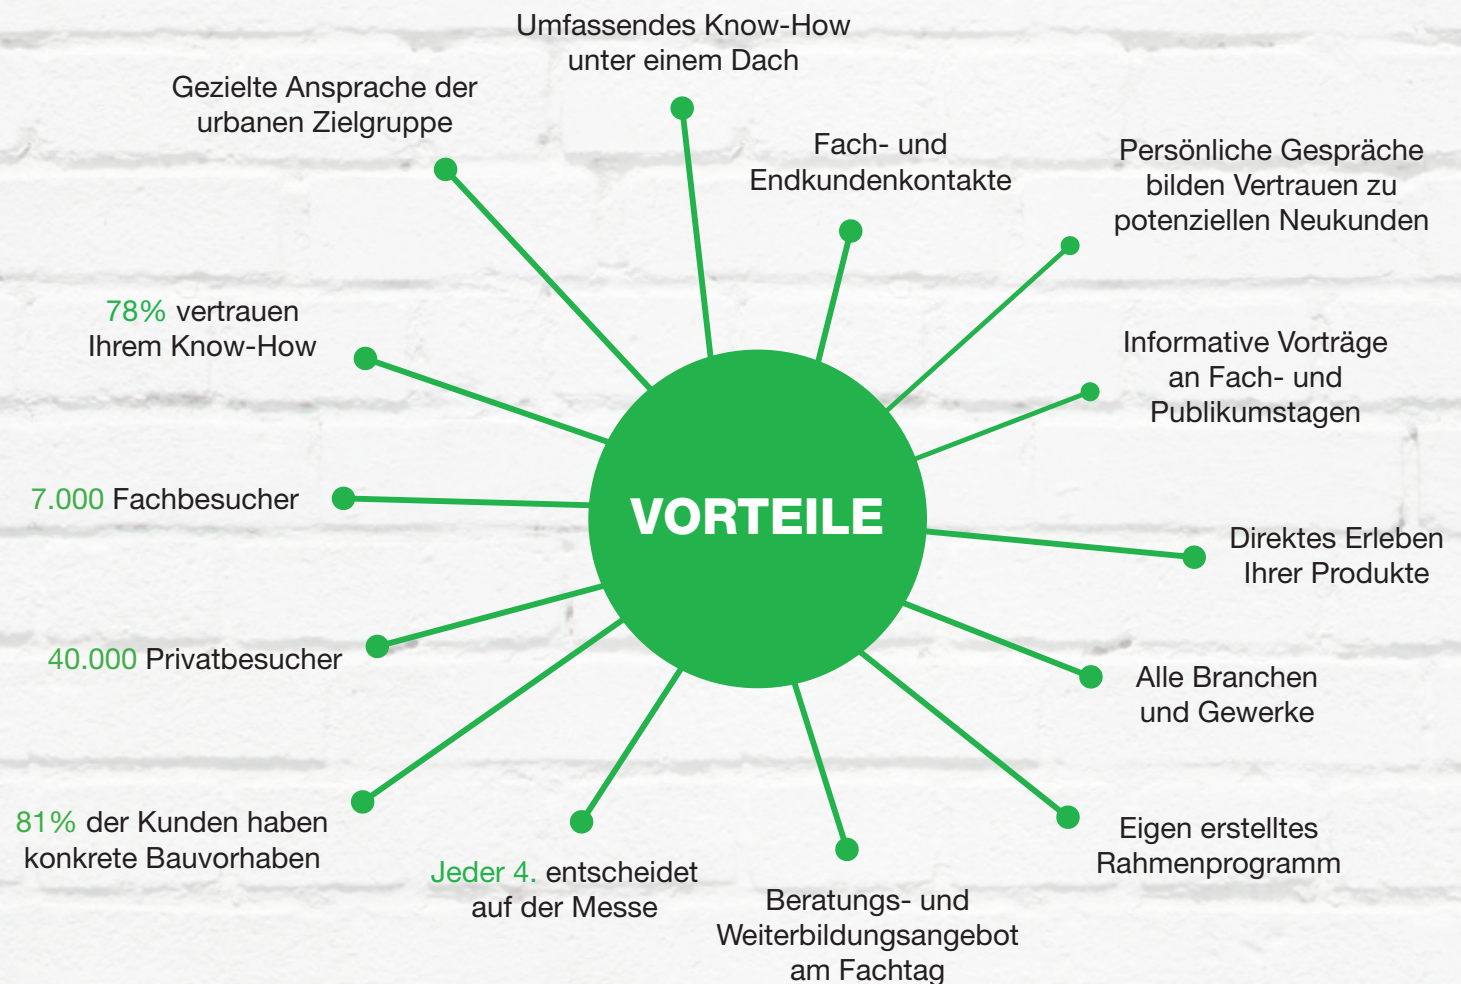 Umfassendes Know-How
unter einem Dach
Gezielte Ansprache der
urbanen Zielgruppe
Fach- und
Endkundenkontakte
Persönliche Gespräche
bilden Vertrauen zu
potenziellen Neukunden
78% vertrauen
Ihrem Know-How
Informative Vorträge
an Fach- und
Publikumstagen
7.000 Fachbesucher
VORTEILE
Direktes Erleben
Ihrer Produkte
40.000 Privatbesucher
Alle Branchen
und Gewerke
81% der Kunden haben
konkrete Bauvorhaben
Jeder 4. entscheidet
auf der Messe
Beratungs- und
Weiterbildungsangebot
am Fachtag
Eigen erstelltes
Rahmenprogramm